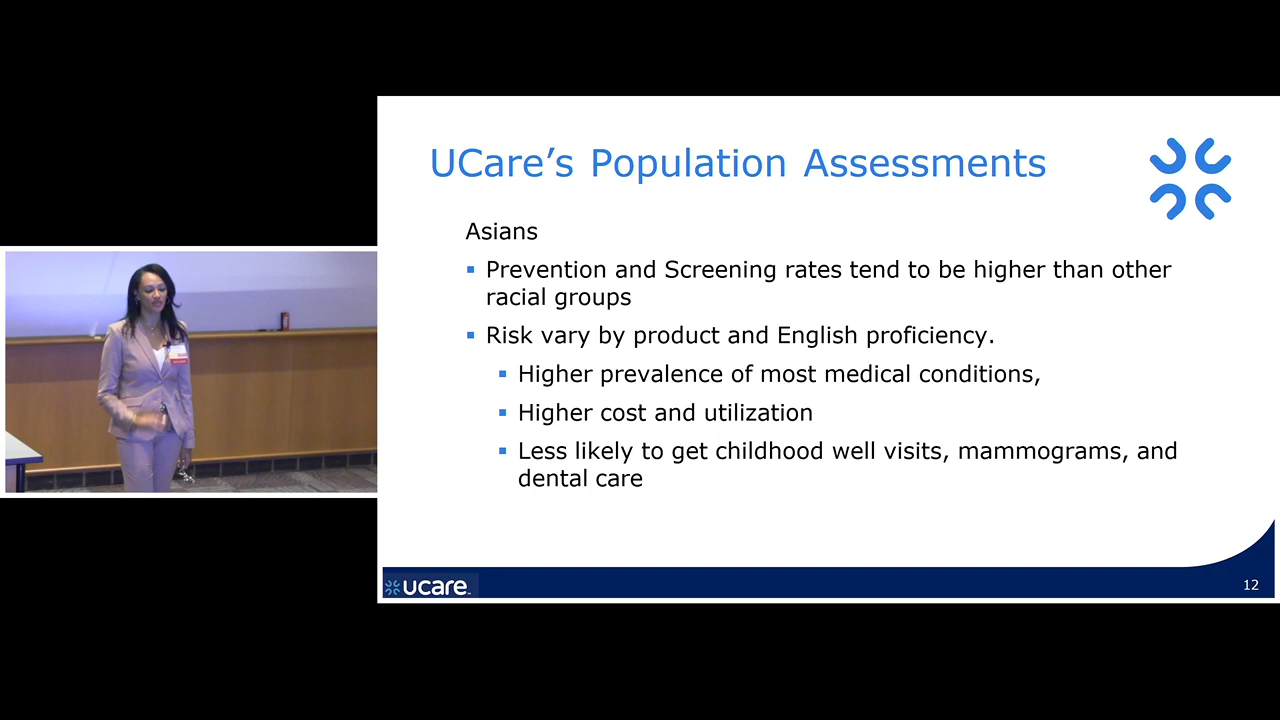 UCare’s Population Assessments
Asians
Prevention and Screening rates tend to be higher than other
racial groups
Risk vary by product and English proficiency.
Higher prevalence of most medical conditions,
Higher cost and utilization
Less likely to get childhood well visits, mammograms, and
dental care
ucare
12